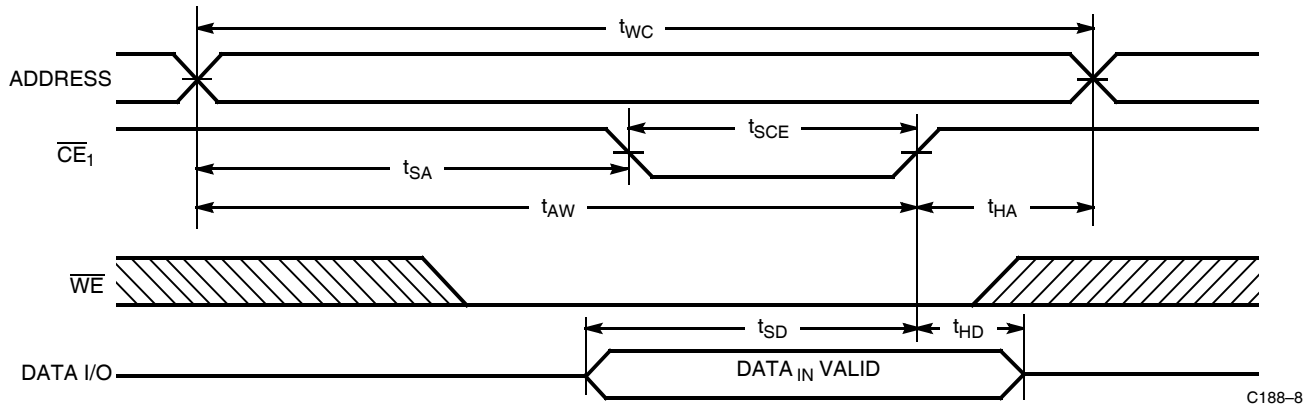 tWC
ADDRESS
tSCE
CE1
tSA
tAW
tHA
WE
tSD
tHD
DATA I/O
DATA IN VALID
C188–8